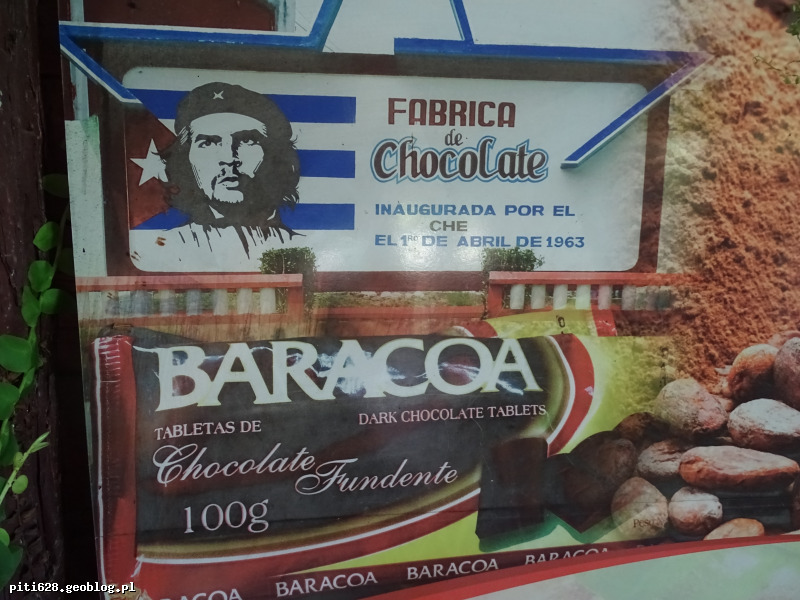 FABRICA
de
Chocolate
INAUGURADA POR EL
CHE
EL 1RO DE ABRIL DE 1963
BARACOA
TABLETAS DE
DARK CHOCOLATE TABLETS
Chocolate Fundente
100g
BARACOA BARACOA BARACOA
piti628.geoblog.pl